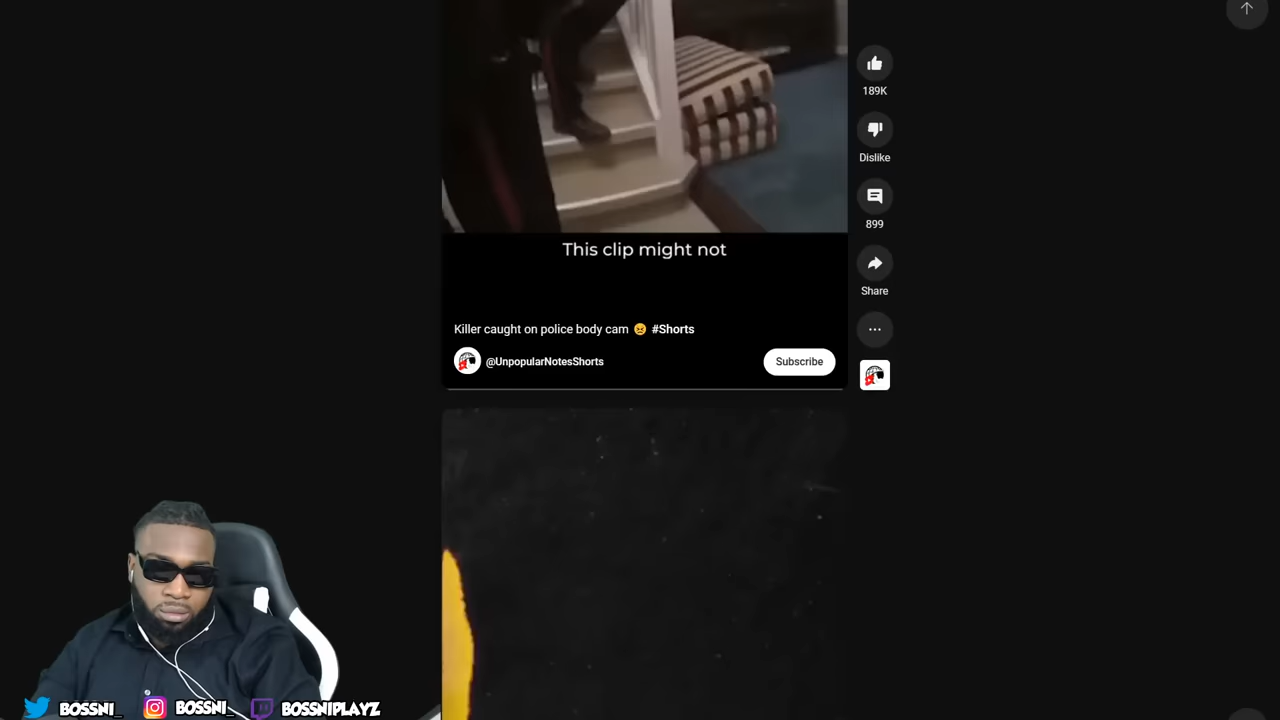 189K
Dislike
899
Share
This clip might not
Killer caught on police body cam 😖 #Shorts
@UnpopularNotesShorts
Subscribe
BOSSNI_
BOSSNI_
BOSSNIPLAYZ